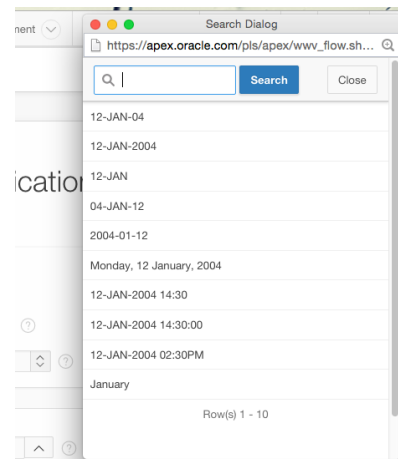 Search Dialog
ment
https://apex.oracle.com/pls/apex/wwv_flow.sh...
Search
Close
12-JAN-04
12-JAN-2004
12-JAN
04-JAN-12
2004-01-12
Monday, 12 January, 2004
12-JAN-2004 14:30
12-JAN-2004 14:30:00
12-JAN-2004 02:30PM
January
Row(s) 1 - 10
icatio
?
?
?